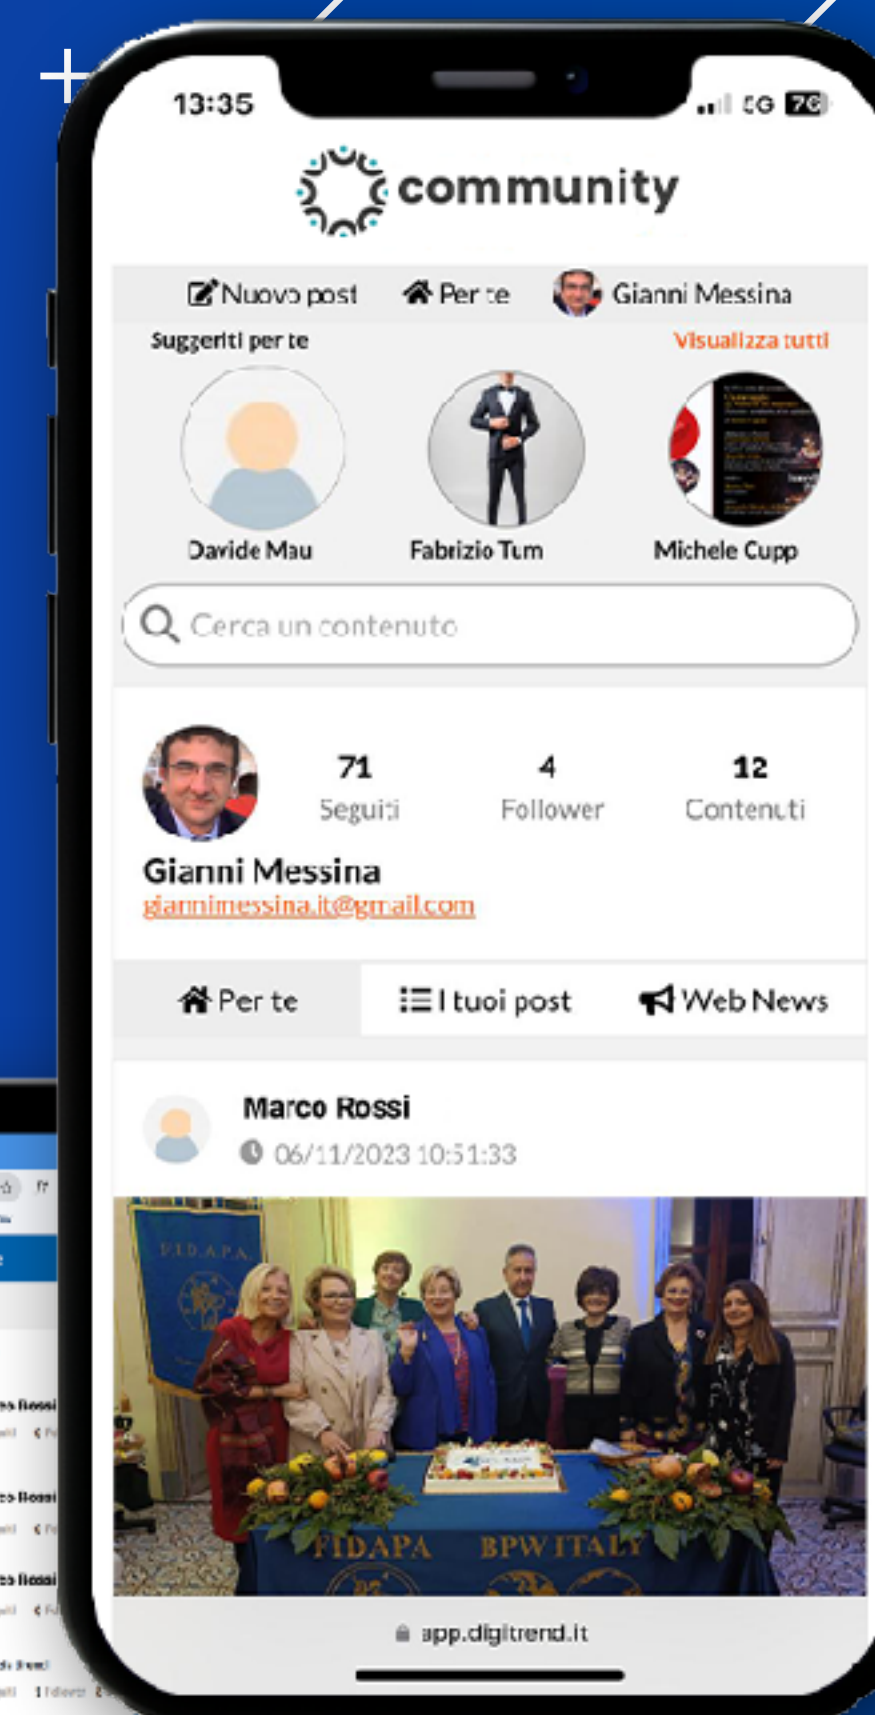 13:35
5G 76
community
Nuovo post Per te Gianni Messina
Suggeriti per te Visualizza tutti
Davide Mau Fabrizio Tum Michele Cupp
Cerca un contenuto
71 4 12
Seguiti Follower Contenuti
Gianni Messina
giannimessina.it@gmail.com
Per te I tuoi post Web News
Marco Rossi
06/11/2023 10:51:33
F.I.D.A.P.A.
FIDAPA BPW ITALY
app.digitrend.it